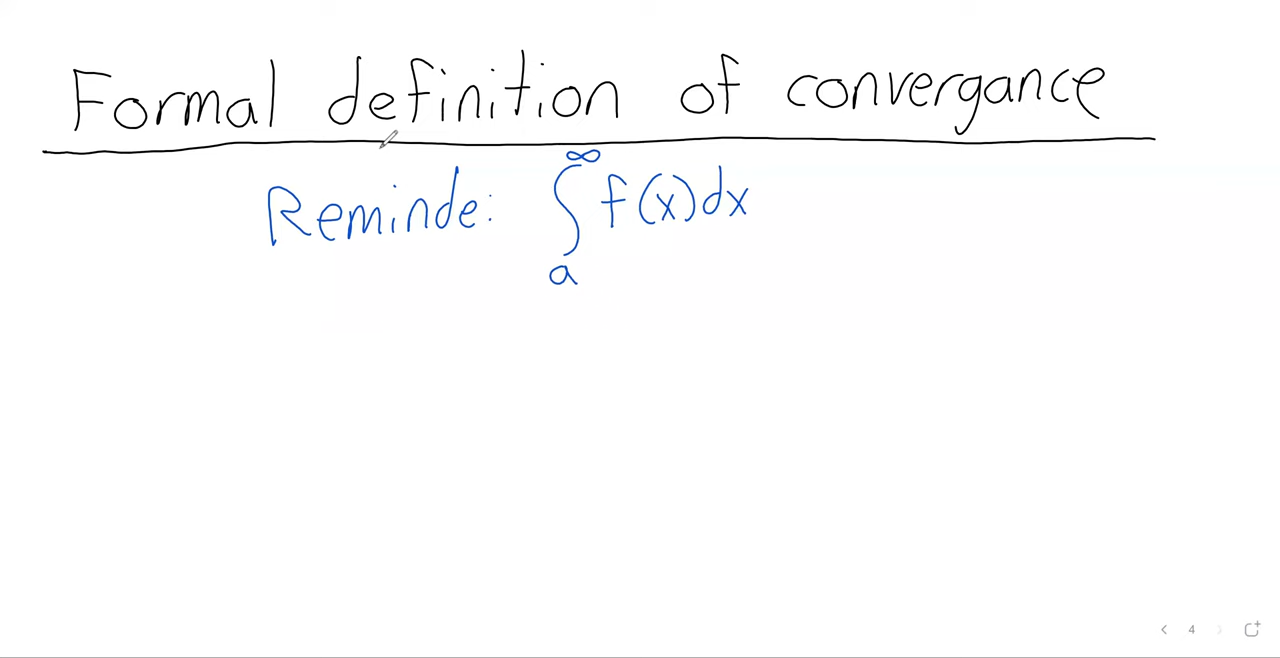 Formal definition of convergance
Reminde: ∫_a^∞ f(x)dx
4